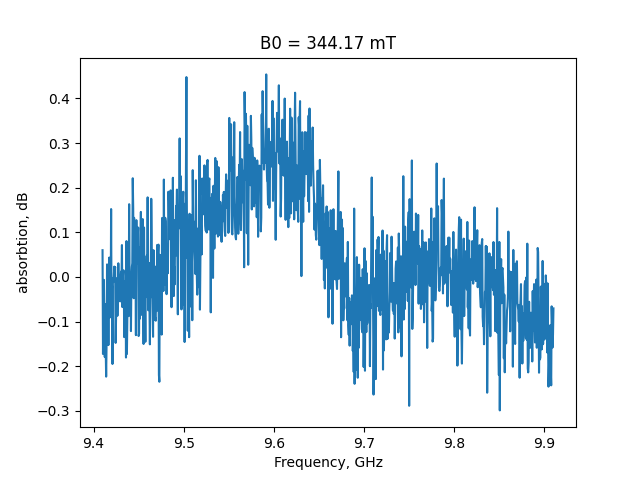 B0 = 344.17 mT
absorbtion, dB
0.4
0.3
0.2
0.1
0.0
−0.1
−0.2
−0.3
9.4 9.5 9.6 9.7 9.8 9.9
Frequency, GHz